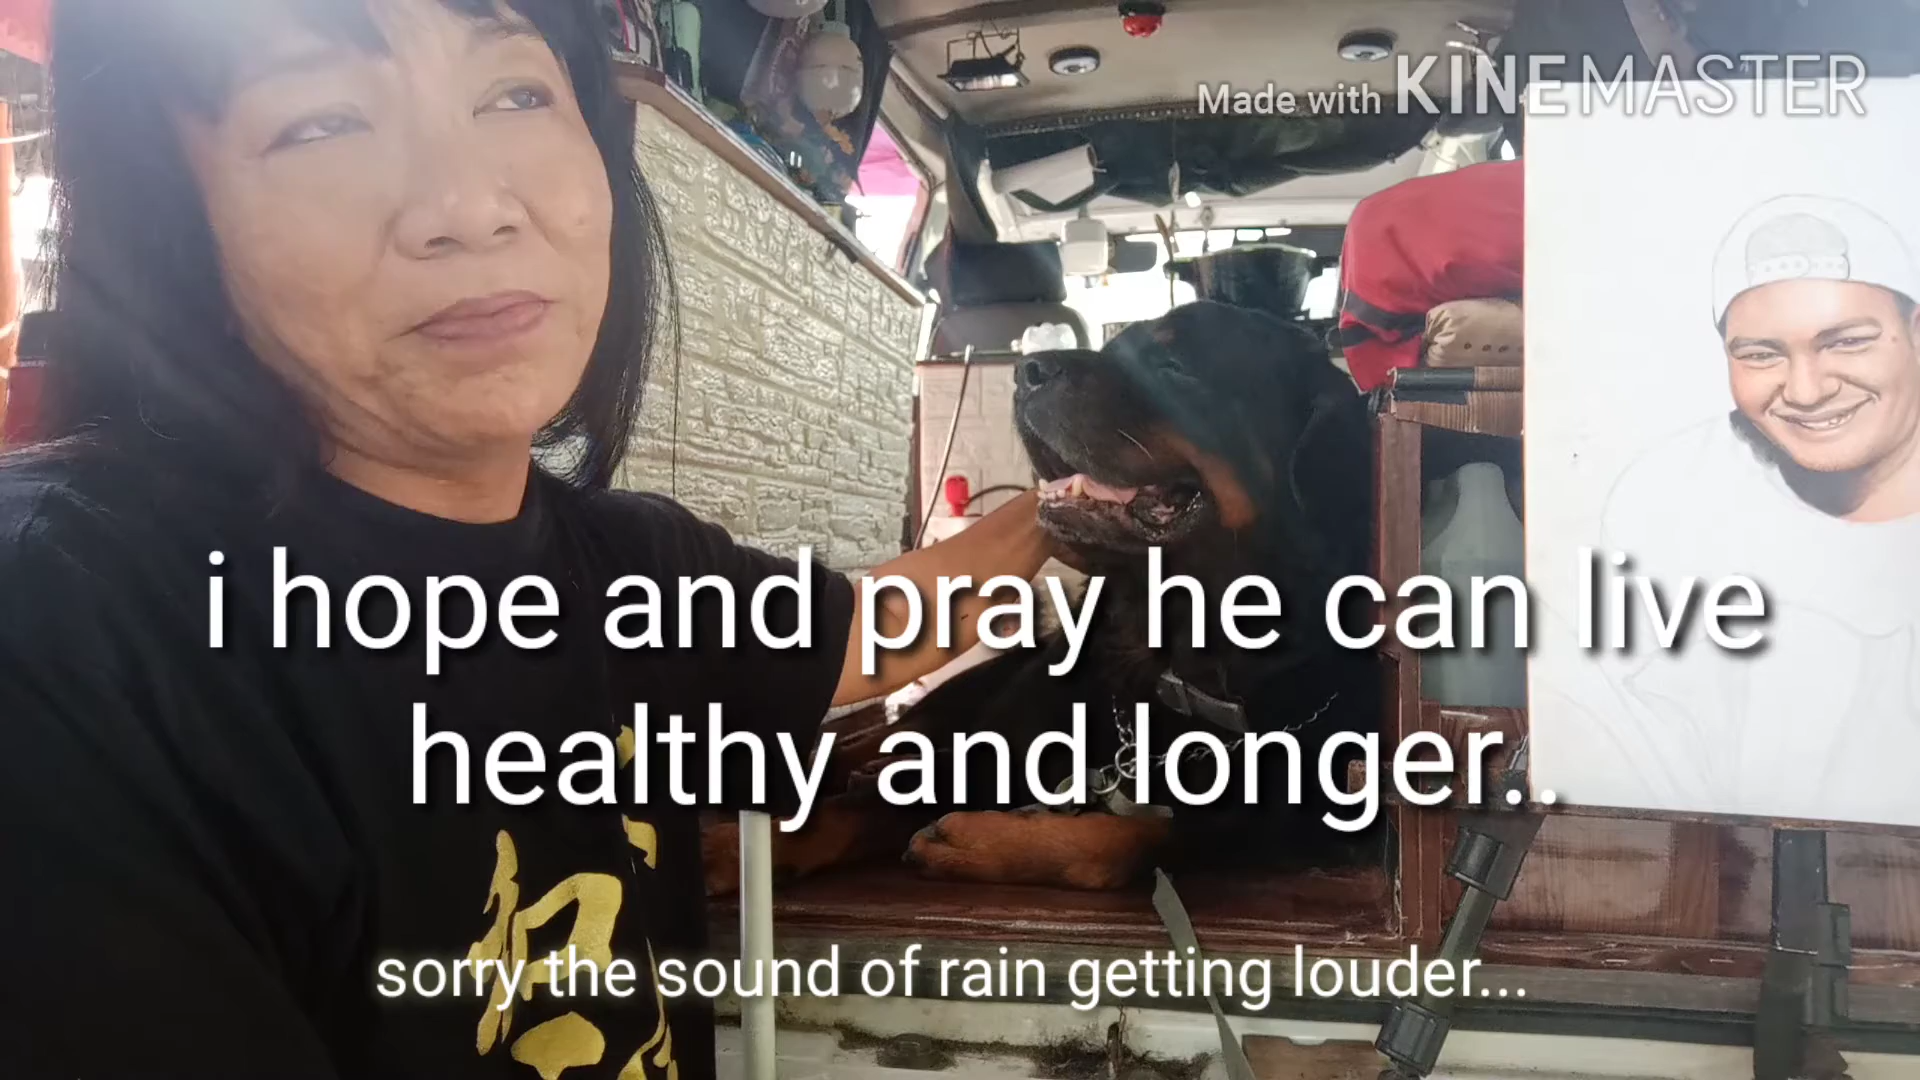 Made with KINEMASTER
i hope and pray he can live
healthy and longer..
sorry the sound of rain getting louder...